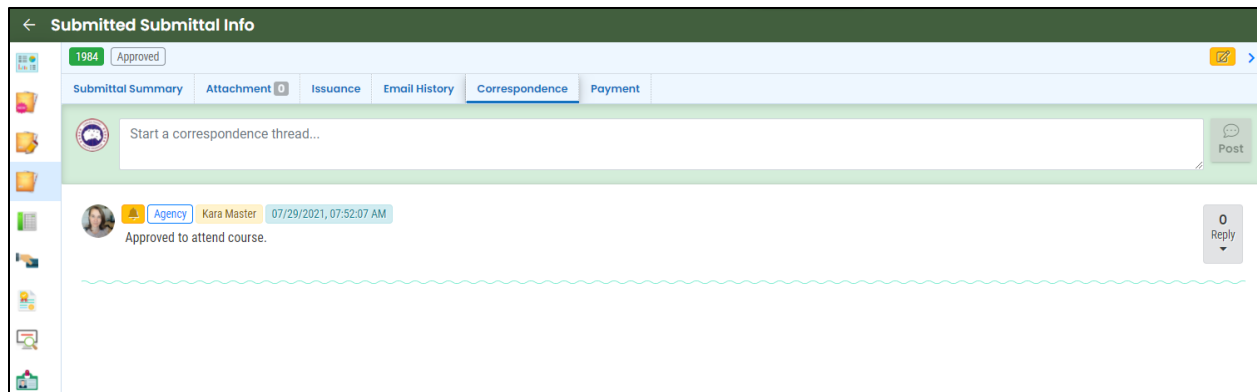 Submitted Submittal Info
1984 Approved
Submittal Summary Attachment 0 Issuance Email History Correspondence Payment
Start a correspondence thread...
Post
Agency Kara Master 07/29/2021, 07:52:07 AM
Approved to attend course.
0
Reply